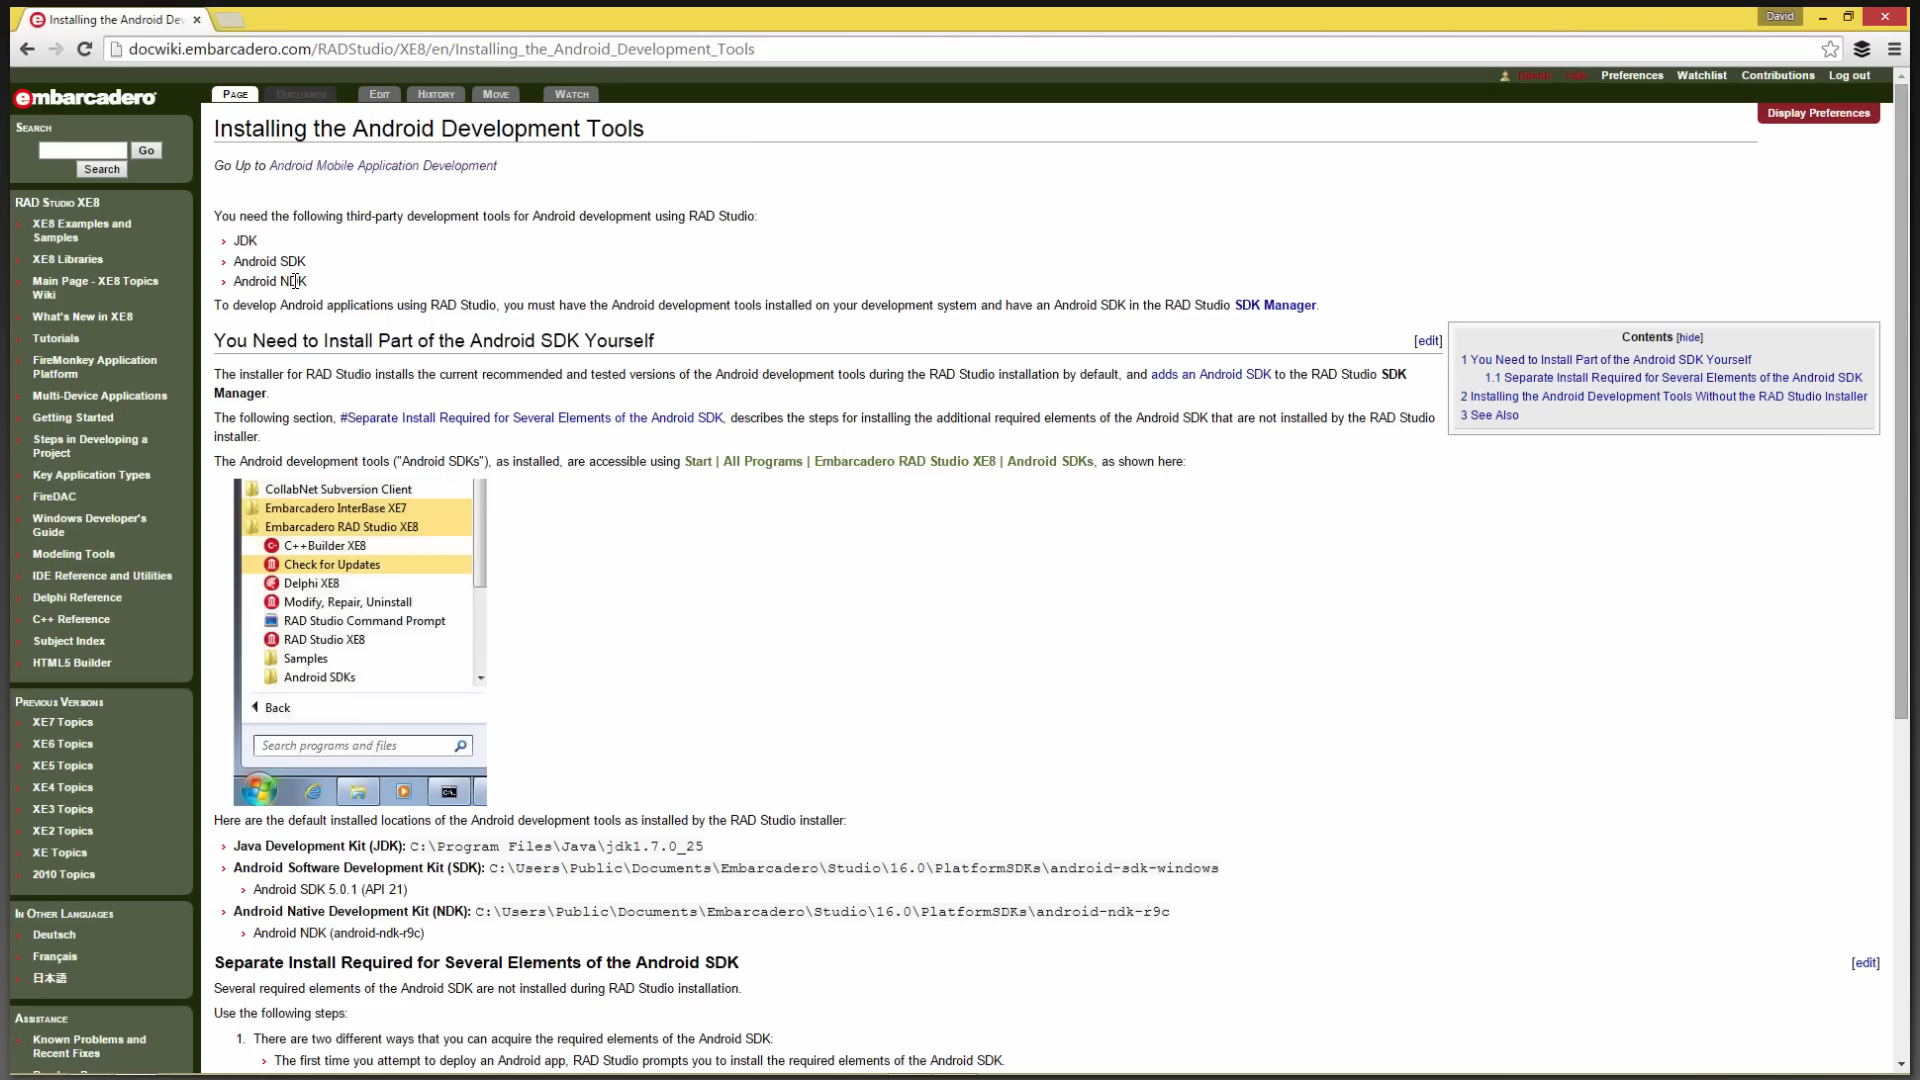 Installing the Android Dev
David
docwiki.embarcadero.com/RADStudio/XE8/en/Installing_the_Android_Development_Tools
Preferences Watchlist Contributions Log out
embarcadero
PAGE DISCUSSION EDIT HISTORY MOVE WATCH
Display Preferences
SEARCH
Go
Search
RAD STUDIO XE8
XE8 Examples and
Samples
XE8 Libraries
Main Page - XE8 Topics
Wiki
What's New in XE8
Tutorials
FireMonkey Application
Platform
Multi-Device Applications
Getting Started
Steps in Developing a
Project
Key Application Types
FireDAC
Windows Developer's
Guide
Modeling Tools
IDE Reference and Utilities
Delphi Reference
C++ Reference
Subject Index
HTML5 Builder
PREVIOUS VERSIONS
XE7 Topics
XE6 Topics
XE5 Topics
XE4 Topics
XE3 Topics
XE2 Topics
XE Topics
2010 Topics
IN OTHER LANGUAGES
Deutsch
Français
日本語
ASSISTANCE
Known Problems and
Recent Fixes
Installing the Android Development Tools
Go Up to Android Mobile Application Development
You need the following third-party development tools for Android development using RAD Studio:
JDK
Android SDK
Android NDK
To develop Android applications using RAD Studio, you must have the Android development tools installed on your development system and have an Android SDK in the RAD Studio SDK Manager.
You Need to Install Part of the Android SDK Yourself [edit]
Contents [hide]
1 You Need to Install Part of the Android SDK Yourself
1.1 Separate Install Required for Several Elements of the Android SDK
2 Installing the Android Development Tools Without the RAD Studio Installer
3 See Also
The installer for RAD Studio installs the current recommended and tested versions of the Android development tools during the RAD Studio installation by default, and adds an Android SDK to the RAD Studio SDK
Manager.
The following section, #Separate Install Required for Several Elements of the Android SDK, describes the steps for installing the additional required elements of the Android SDK that are not installed by the RAD Studio
installer.
The Android development tools ("Android SDKs"), as installed, are accessible using Start | All Programs | Embarcadero RAD Studio XE8 | Android SDKs, as shown here:
CollabNet Subversion Client
Embarcadero InterBase XE7
Embarcadero RAD Studio XE8
C++Builder XE8
Check for Updates
Delphi XE8
Modify, Repair, Uninstall
RAD Studio Command Prompt
RAD Studio XE8
Samples
Android SDKs
Back
Search programs and files
Here are the default installed locations of the Android development tools as installed by the RAD Studio installer:
Java Development Kit (JDK): C:\Program Files\Java\jdk1.7.0_25
Android Software Development Kit (SDK): C:\Users\Public\Documents\Embarcadero\Studio\16.0\PlatformSDKs\android-sdk-windows
Android SDK 5.0.1 (API 21)
Android Native Development Kit (NDK): C:\Users\Public\Documents\Embarcadero\Studio\16.0\PlatformSDKs\android-ndk-r9c
Android NDK (android-ndk-r9c)
Separate Install Required for Several Elements of the Android SDK [edit]
Several required elements of the Android SDK are not installed during RAD Studio installation.
Use the following steps:
1. There are two different ways that you can acquire the required elements of the Android SDK:
The first time you attempt to deploy an Android app, RAD Studio prompts you to install the required elements of the Android SDK.